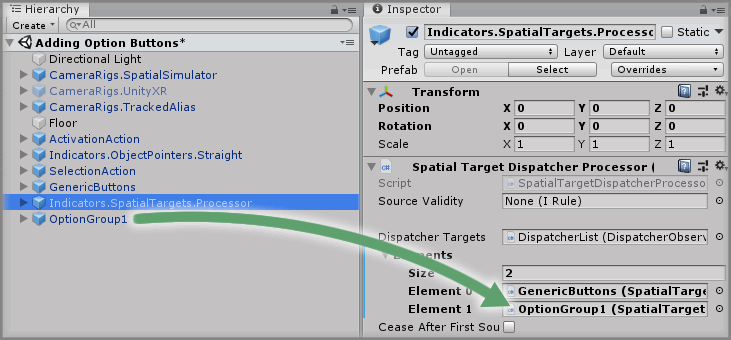 Hierarchy
Create
All
Adding Option Buttons*
Directional Light
CameraRigs.SpatialSimulator
CameraRigs.UnityXR
CameraRigs.TrackedAlias
Floor
ActivationAction
Indicators.ObjectPointers.Straight
SelectionAction
GenericButtons
Indicators.SpatialTargets.Processor
OptionGroup1
Inspector
Indicators.SpatialTargets.Processo Static
Tag Untagged Layer Default
Prefab Open Select Overrides
Transform
Position X 0 Y 0 Z 0
Rotation X 0 Y 0 Z 0
Scale X 1 Y 1 Z 1
Spatial Target Dispatcher Processor (
Script SpatialTargetDispatcherProcesso
Source Validity None (I Rule)
Dispatcher Targets DispatcherList (DispatcherObserv
Elements
Size 2
Element 0 GenericButtons (SpatialTarge
Element 1 OptionGroup1 (SpatialTarget
Cease After First Sou